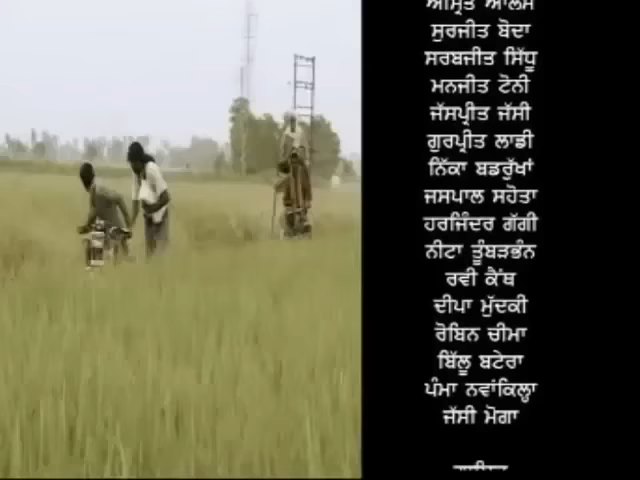 ਸੁਰਜੀਤ ਬੋਦਾ
ਸਰਬਜੀਤ ਸਿੱਧੂ
ਮਨਜੀਤ ਟੋਨੀ
ਜੱਸਪ੍ਰੀਤ ਜੱਸੀ
ਗੁਰਪ੍ਰੀਤ ਲਾਡੀ
ਨਿੱਕਾ ਬਡਰੁੱਖਾਂ
ਜਸਪਾਲ ਸਹੋਤਾ
ਹਰਜਿੰਦਰ ਗੱਗੀ
ਨੀਟਾ ਤੂੰਬੜਭੰਨ
ਰਵੀ ਕੈਂਥ
ਦੀਪਾ ਮੁੱਦਕੀ
ਰੋਬਿਨ ਚੀਮਾ
ਬਿੱਲੂ ਬਟੇਰਾ
ਪੰਮਾ ਨਵਾਂਕਿਲ੍ਹਾ
ਜੱਸੀ ਮੋਗਾ